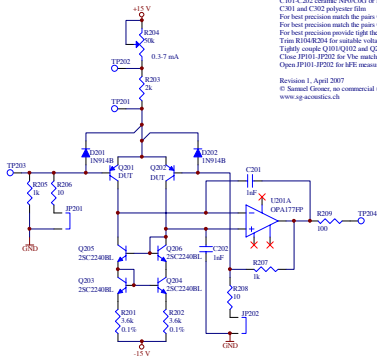 C101-C202 ceramic NP0/C0G or
C301 and C302 polyester film
For best precision match the pairs
For best precision match the pairs
For best precision provide tight the
Trim R104/R204 for suitable volta
Tightly couple Q101/Q102 and Q2
Close JP101-JP202 for Vbe match
Open JP101-JP202 for hFE measu
Revision 1, April 2007
© Samuel Groner, no commercial
www.sg-acoustics.ch
+15 V
R204
50k
0.3-7 mA
TP202
R203
2k
TP201
D201
1N914B
D202
1N914B
TP203
Q201
DUT
Q202
DUT
R205
1k
R206
10
JP201
GND
C201
1nF
U201A
OPA177FP
R209
100
TP204
Q205
2SC2240BL
Q206
2SC2240BL
C202
1nF
R207
1k
Q203
2SC2240BL
Q204
2SC2240BL
R208
10
JP202
R201
3.6k
0.1%
R202
3.6k
0.1%
GND
-15 V